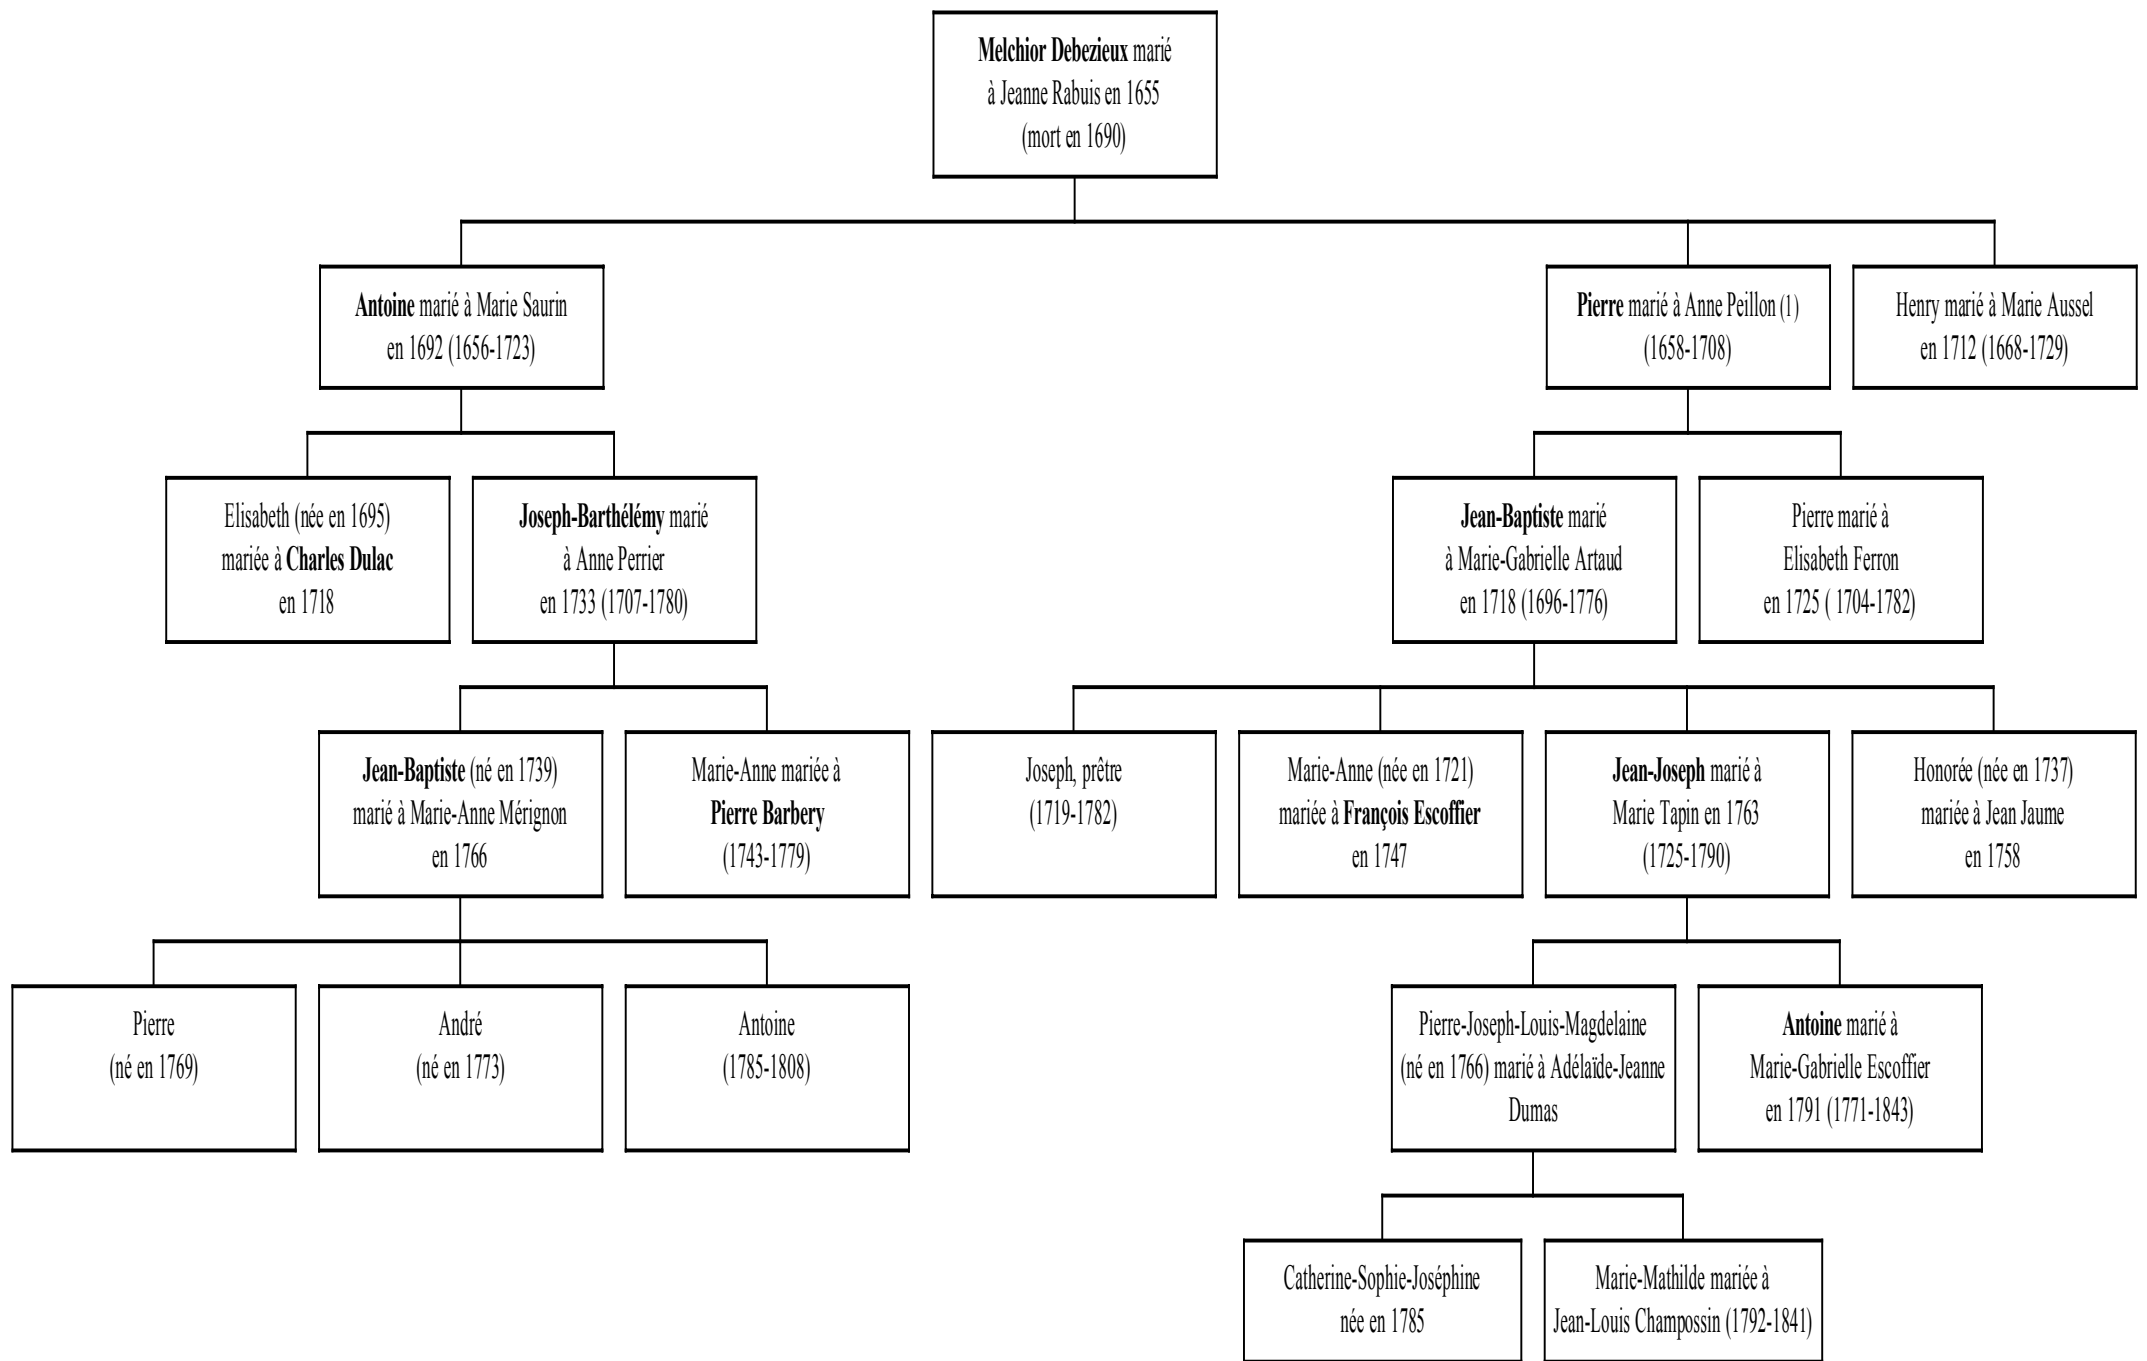 Melchior Debezieux marié
à Jeanne Rabuis en 1655
(mort en 1690)
Antoine marié à Marie Saurin
en 1692 (1656-1723)
Pierre marié à Anne Peillon (1)
(1658-1708)
Henry marié à Marie Aussel
en 1712 (1668-1729)
Elisabeth (née en 1695)
mariée à Charles Dulac
en 1718
Joseph-Barthélémy marié
à Anne Perrier
en 1733 (1707-1780)
Jean-Baptiste marié
à Marie-Gabrielle Artaud
en 1718 (1696-1776)
Pierre marié à
Elisabeth Ferron
en 1725 ( 1704-1782)
Jean-Baptiste (né en 1739)
marié à Marie-Anne Mérignon
en 1766
Marie-Anne mariée à
Pierre Barbery
(1743-1779)
Joseph, prêtre
(1719-1782)
Marie-Anne (née en 1721)
mariée à François Escoffier
en 1747
Jean-Joseph marié à
Marie Tapin en 1763
(1725-1790)
Honorée (née en 1737)
mariée à Jean Jaume
en 1758
Pierre
(né en 1769)
André
(né en 1773)
Antoine
(1785-1808)
Pierre-Joseph-Louis-Magdelaine
(né en 1766) marié à Adélaïde-Jeanne
Dumas
Antoine marié à
Marie-Gabrielle Escoffier
en 1791 (1771-1843)
Catherine-Sophie-Joséphine
née en 1785
Marie-Mathilde mariée à
Jean-Louis Champossin (1792-1841)